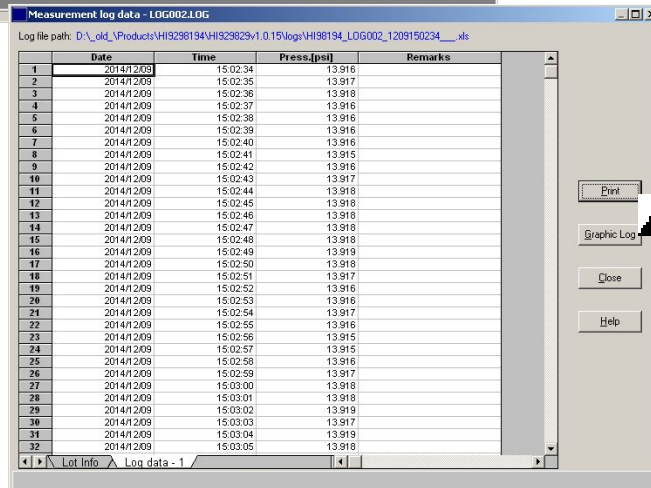 Measurement log data - LOG002.LOG
Log file path: D:\_old_\Products\HI9298194\HI929829v1.0.15\logs\HI98194_LOG002_1209150234___.xls
Date Time Press.[psi] Remarks
1 2014/12/09 15:02:34 13.916
2 2014/12/09 15:02:35 13.917
3 2014/12/09 15:02:36 13.918
4 2014/12/09 15:02:37 13.916
5 2014/12/09 15:02:38 13.916
6 2014/12/09 15:02:39 13.916
7 2014/12/09 15:02:40 13.916
8 2014/12/09 15:02:41 13.915
9 2014/12/09 15:02:42 13.916
10 2014/12/09 15:02:43 13.917
11 2014/12/09 15:02:44 13.918
12 2014/12/09 15:02:45 13.918
13 2014/12/09 15:02:46 13.918
14 2014/12/09 15:02:47 13.918
15 2014/12/09 15:02:48 13.918
16 2014/12/09 15:02:49 13.919
17 2014/12/09 15:02:50 13.918
18 2014/12/09 15:02:51 13.917
19 2014/12/09 15:02:52 13.916
20 2014/12/09 15:02:53 13.916
21 2014/12/09 15:02:54 13.917
22 2014/12/09 15:02:55 13.916
23 2014/12/09 15:02:56 13.915
24 2014/12/09 15:02:57 13.915
25 2014/12/09 15:02:58 13.916
26 2014/12/09 15:02:59 13.917
27 2014/12/09 15:03:00 13.918
28 2014/12/09 15:03:01 13.918
29 2014/12/09 15:03:02 13.919
30 2014/12/09 15:03:03 13.917
31 2014/12/09 15:03:04 13.919
32 2014/12/09 15:03:05 13.918
Print
Graphic Log
Close
Help
Lot Info Log data - 1